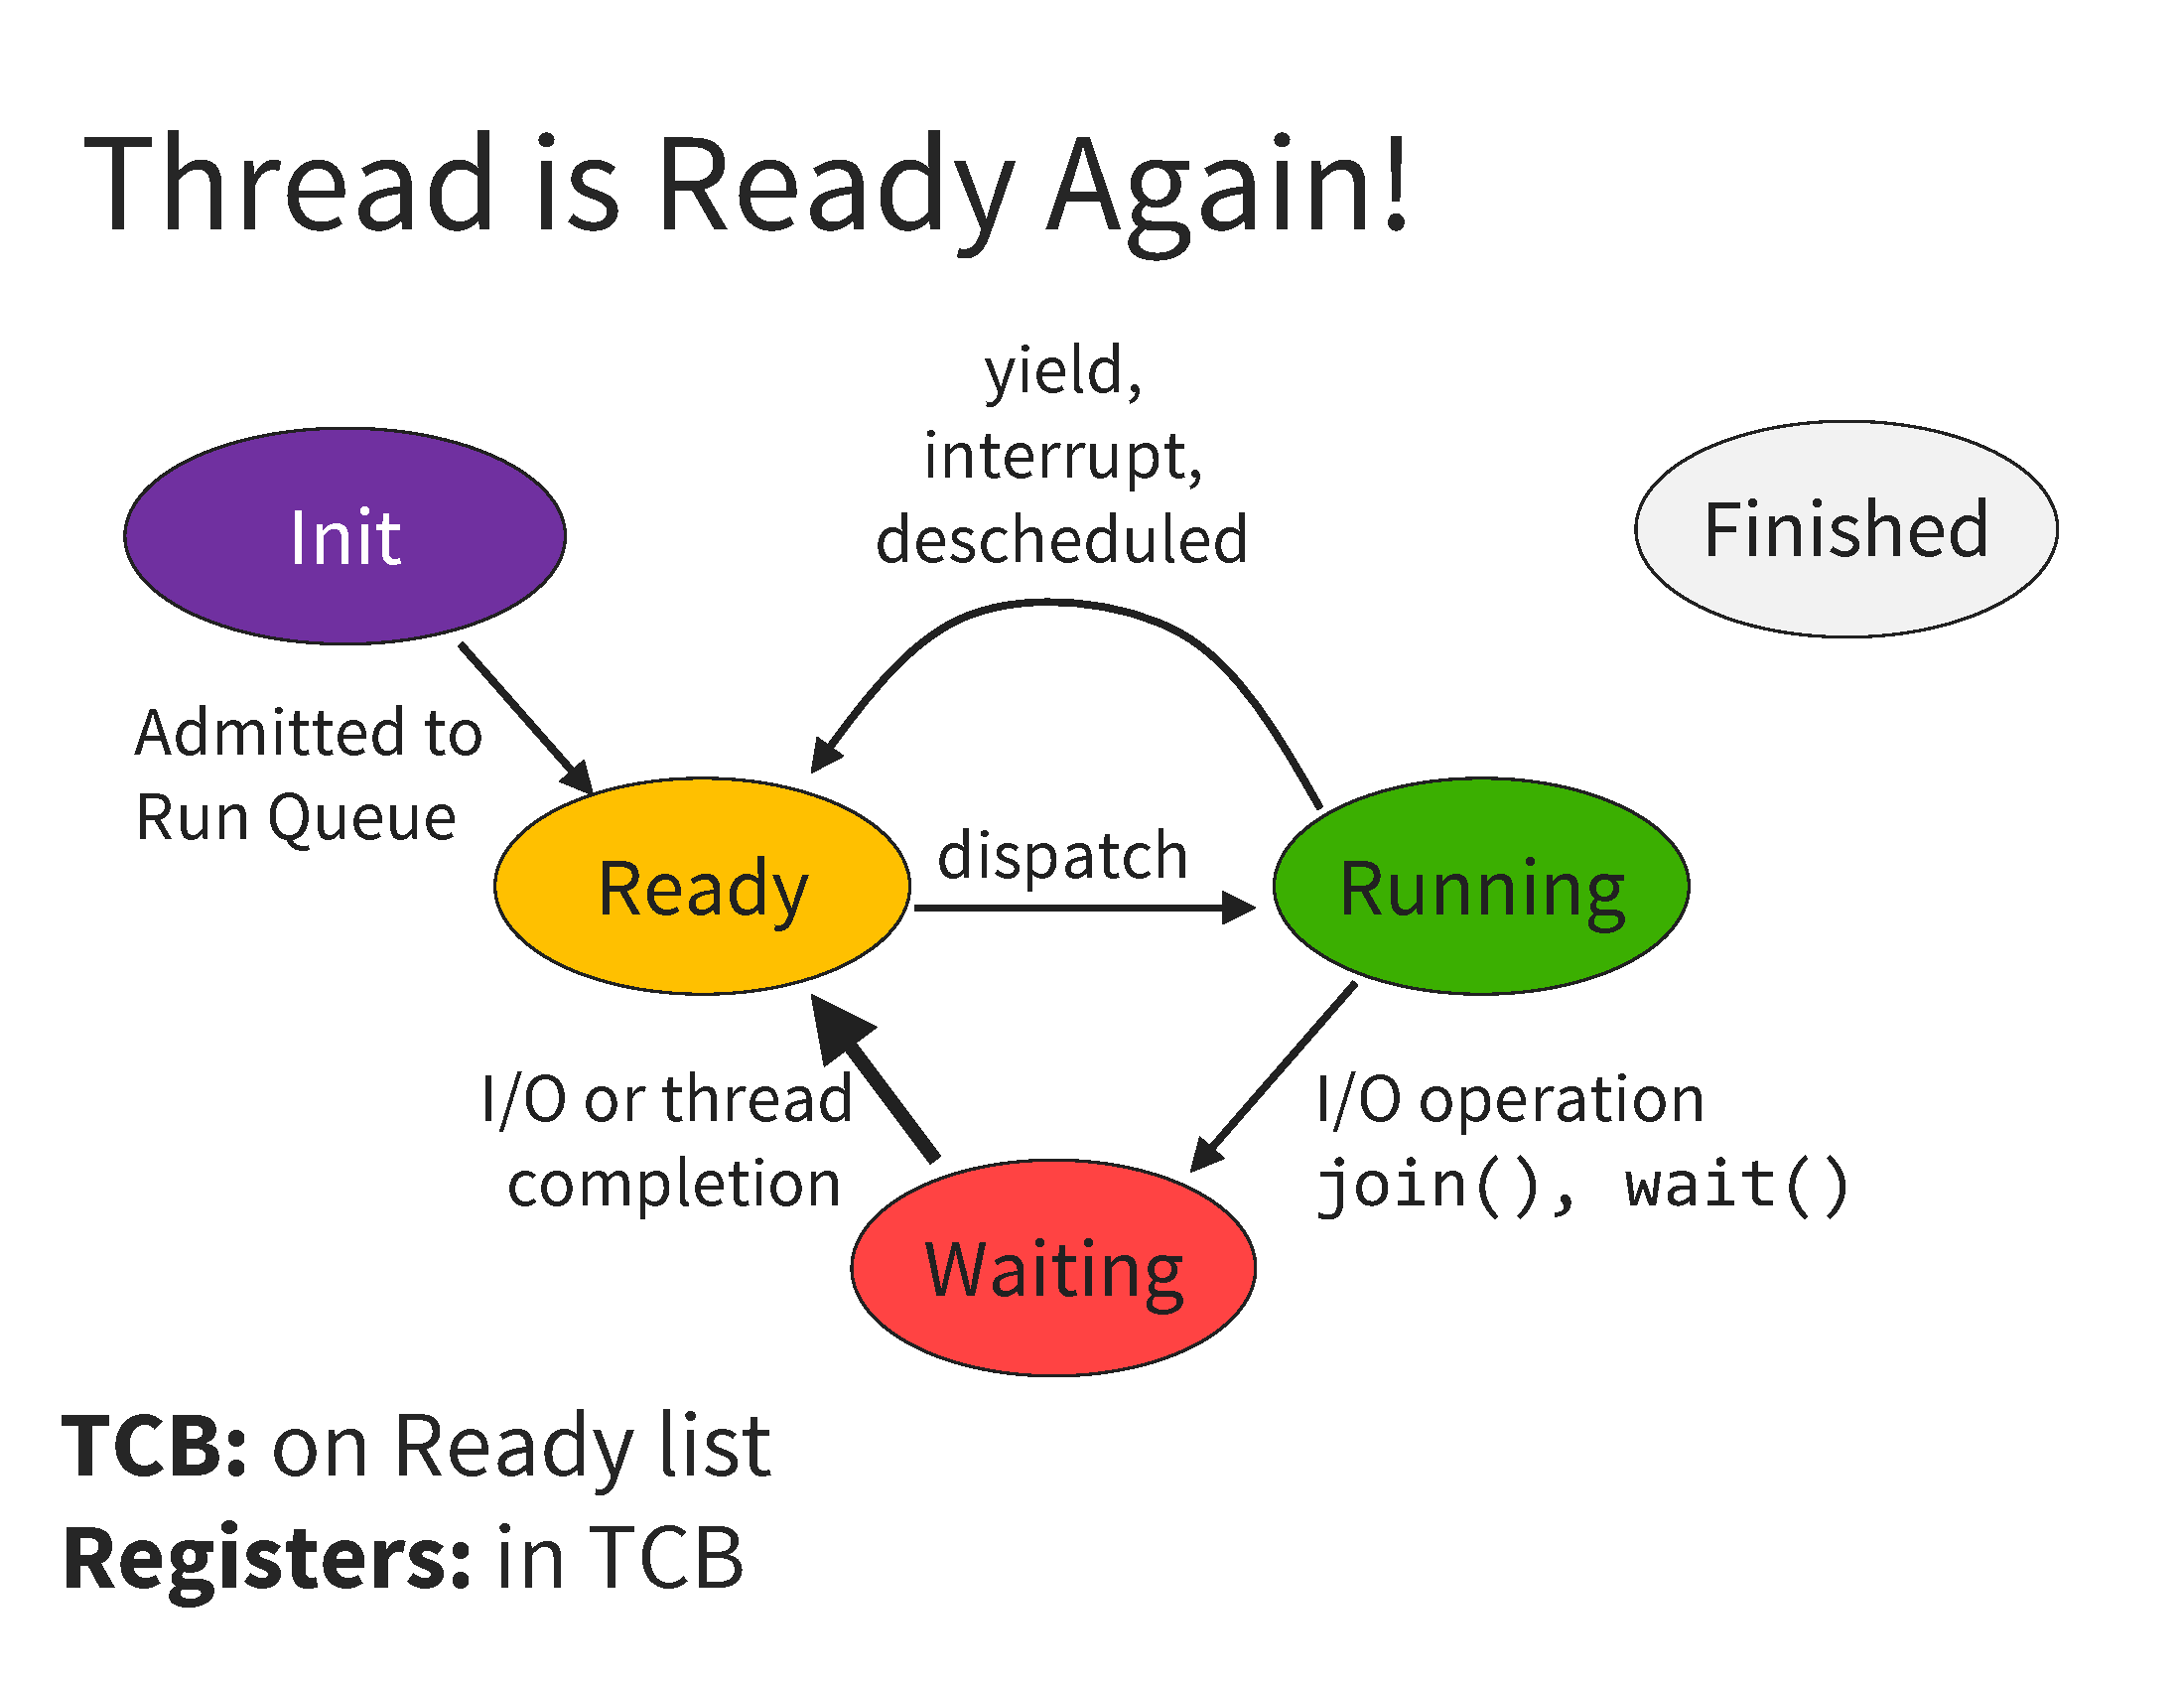 Thread is Ready Again!
yield,
interrupt,
descheduled
Init
Finished
Admitted to
Run Queue
Ready
dispatch
Running
I/O or thread
completion
I/O operation
join(), wait()
Waiting
TCB: on Ready list
Registers: in TCB